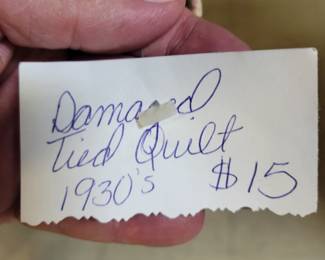 Damaged
Tied Quilt
1930's $15